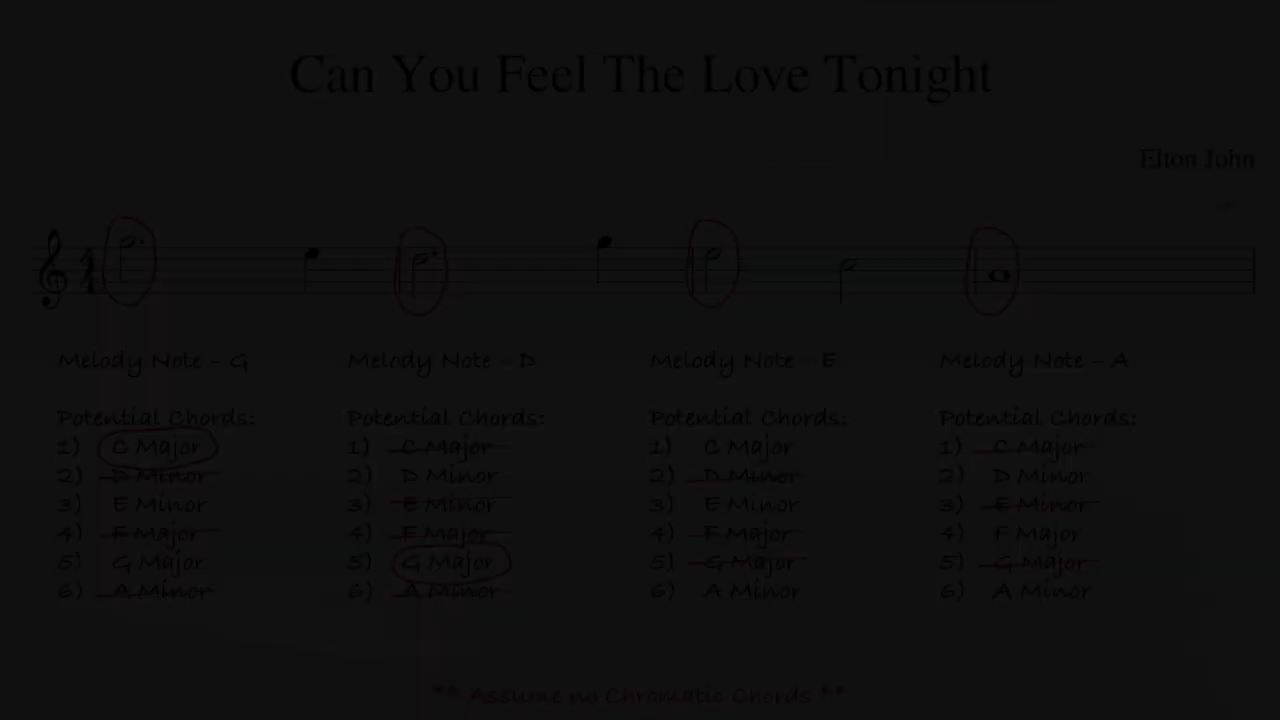 Can You Feel The Love Tonight
Elton John
4
4
Melody Note - G Melody Note - D Melody Note - E Melody Note - A
Potential Chords: Potential Chords: Potential Chords: Potential Chords:
1) C Major 1) C Major 1) C Major 1) C Major
2) D Minor 2) D Minor 2) D Minor 2) D Minor
3) E Minor 3) E Minor 3) E Minor 3) E Minor
4) F Major 4) F Major 4) F Major 4) F Major
5) G Major 5) G Major 5) G Major 5) G Major
6) A Minor 6) A Minor 6) A Minor 6) A Minor
** Assume no Chromatic Chords **